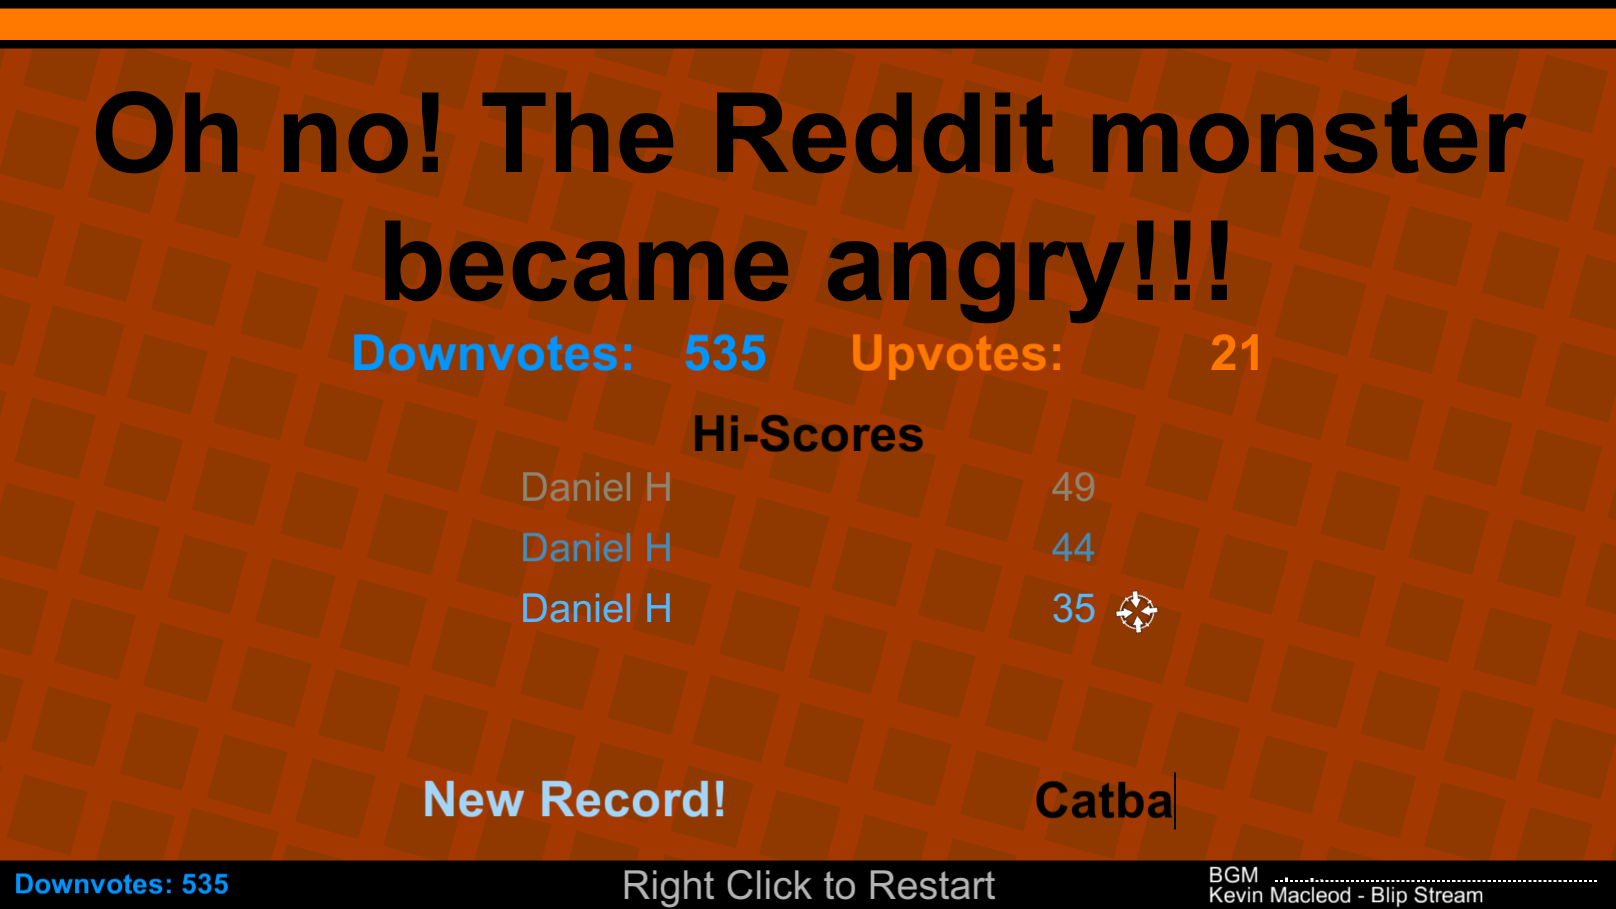 Oh no! The Reddit monster
became angry!!!
Downvotes: 535 Upvotes: 21
Hi-Scores
Daniel H 49
Daniel H 44
Daniel H 35
New Record! Catba
Downvotes: 535
Right Click to Restart
BGM
Kevin Macleod - Blip Stream